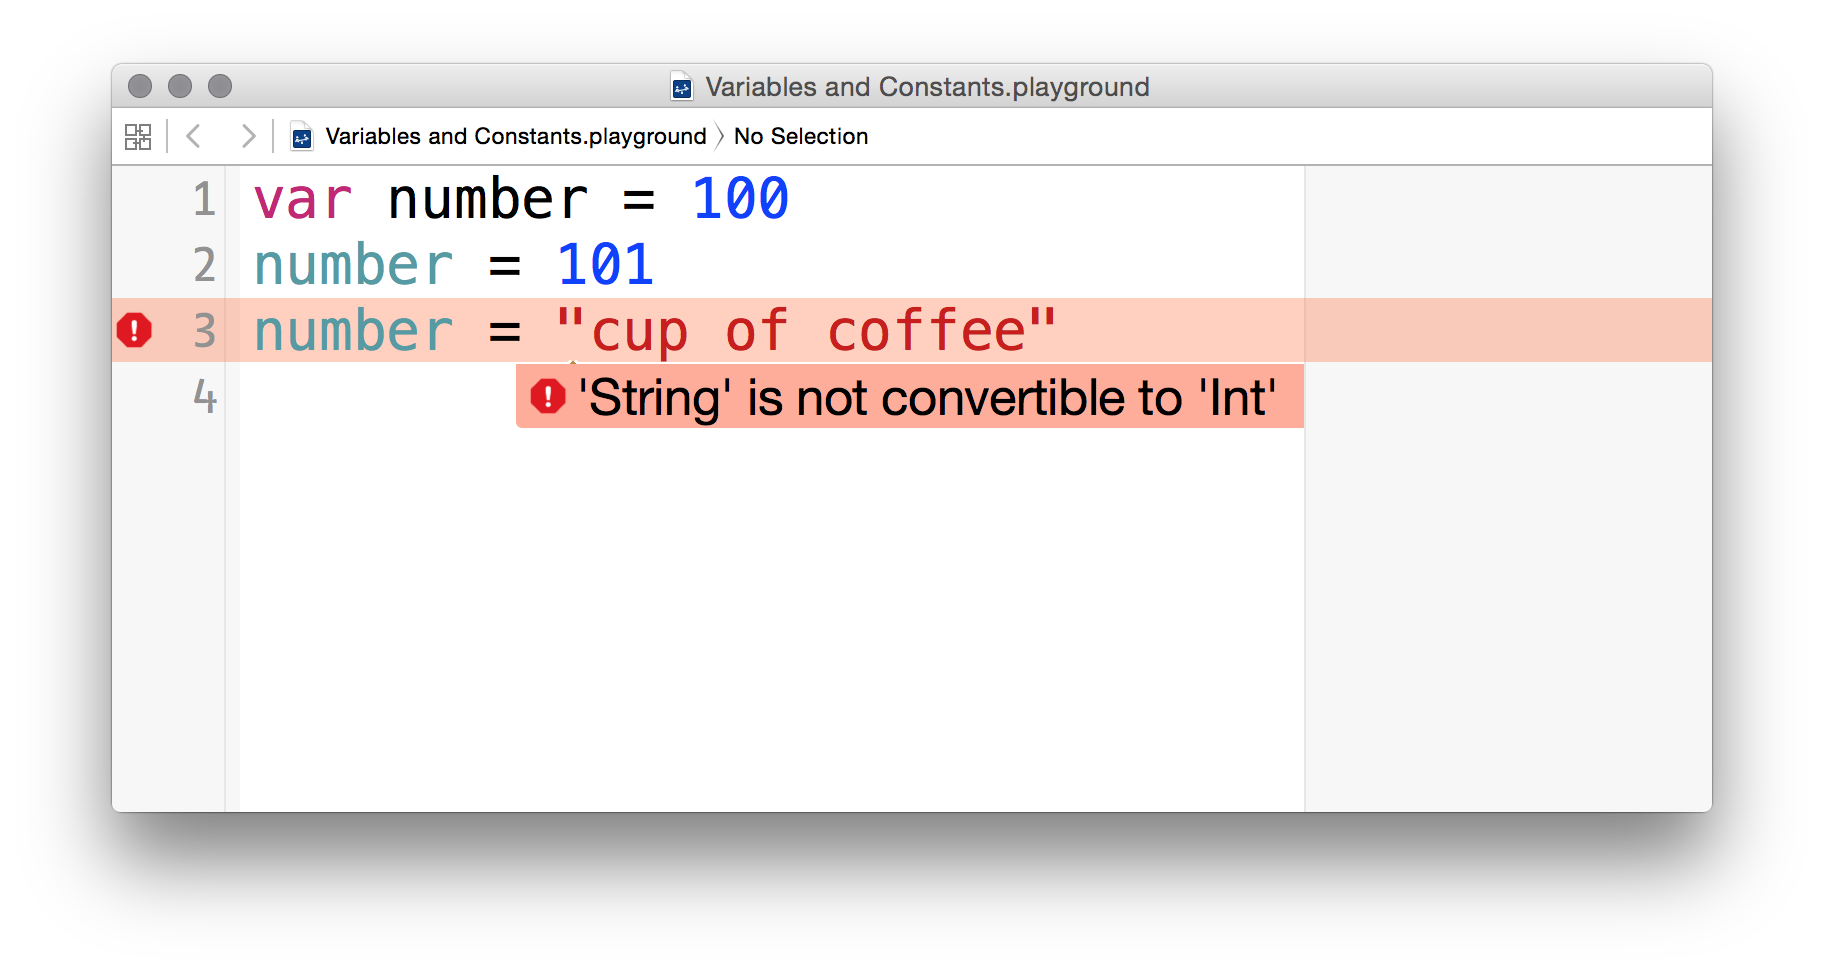 Variables and Constants.playground
Variables and Constants.playground No Selection
1 var number = 100
2 number = 101
3 number = "cup of coffee"
4 'String' is not convertible to 'Int'